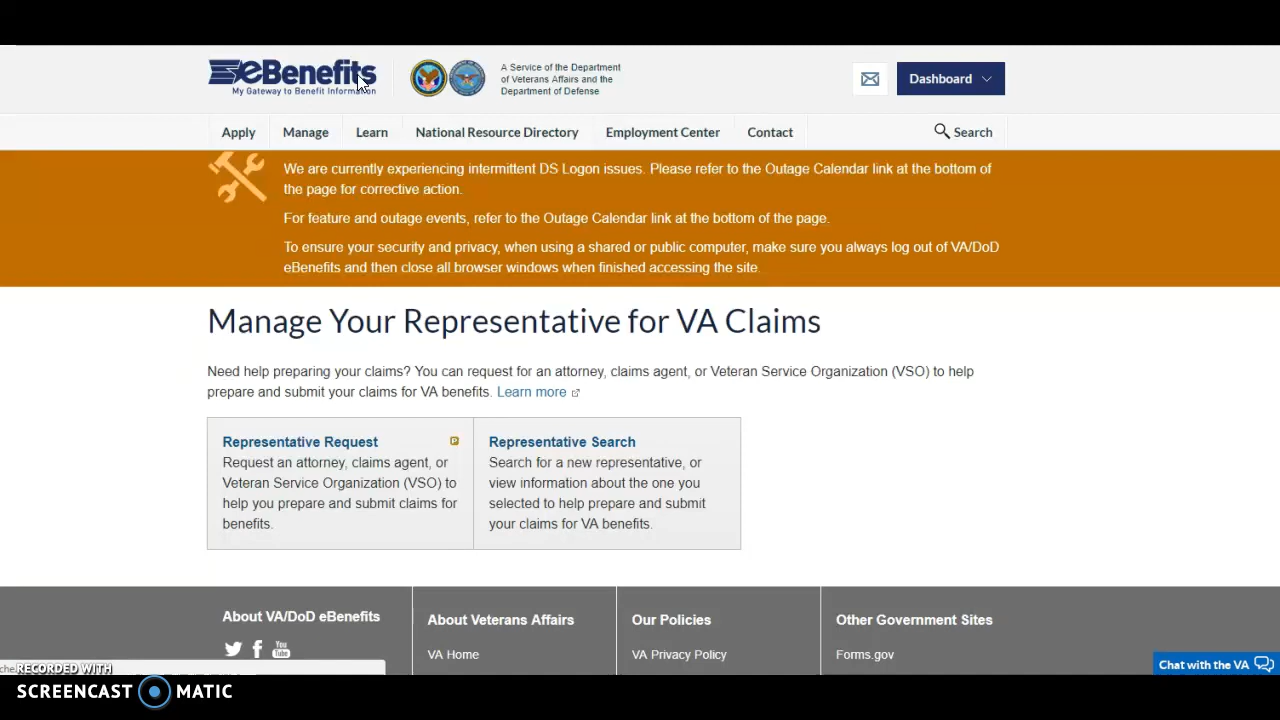 eBenefits
My Gateway to Benefit Information
A Service of the Department
of Veterans Affairs and the
Department of Defense
Dashboard
Apply
Manage
Learn
National Resource Directory
Employment Center
Contact
Search
We are currently experiencing intermittent DS Logon issues. Please refer to the Outage Calendar link at the bottom of
the page for corrective action.
For feature and outage events, refer to the Outage Calendar link at the bottom of the page.
To ensure your security and privacy, when using a shared or public computer, make sure you always log out of VA/DoD
eBenefits and then close all browser windows when finished accessing the site.
Manage Your Representative for VA Claims
Need help preparing your claims? You can request for an attorney, claims agent, or Veteran Service Organization (VSO) to help
prepare and submit your claims for VA benefits. Learn more
Representative Request
P
Request an attorney, claims agent, or
Veteran Service Organization (VSO) to
help you prepare and submit claims for
benefits.
Representative Search
Search for a new representative, or
view information about the one you
selected to help prepare and submit
your claims for VA benefits.
About VA/DoD eBenefits
You
Tube
About Veterans Affairs
VA Home
Our Policies
VA Privacy Policy
Other Government Sites
Forms.gov
Chat with the VA
RECORDED WITH
SCREENCAST MATIC